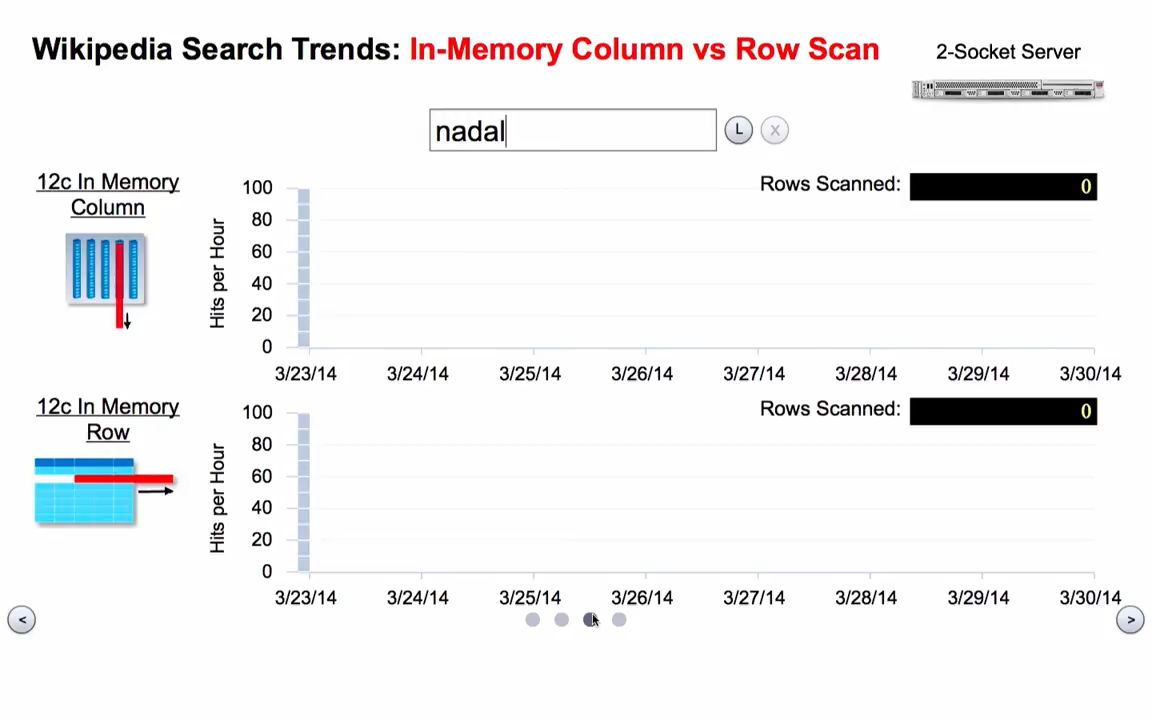 Wikipedia Search Trends: In-Memory Column vs Row Scan
2-Socket Server
nadal
L
X
12c In Memory
Column
Rows Scanned:
0
Hits per Hour
100
80
60
40
20
0
3/23/14 3/24/14 3/25/14 3/26/14 3/27/14 3/28/14 3/29/14 3/30/14
12c In Memory
Row
Rows Scanned:
0
Hits per Hour
100
80
60
40
20
0
3/23/14 3/24/14 3/25/14 3/26/14 3/27/14 3/28/14 3/29/14 3/30/14
<
>